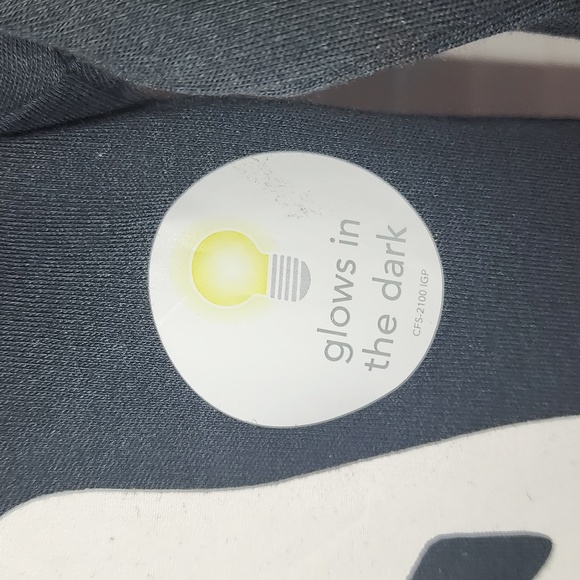 glows in
the dark
CFS-2100 IGP